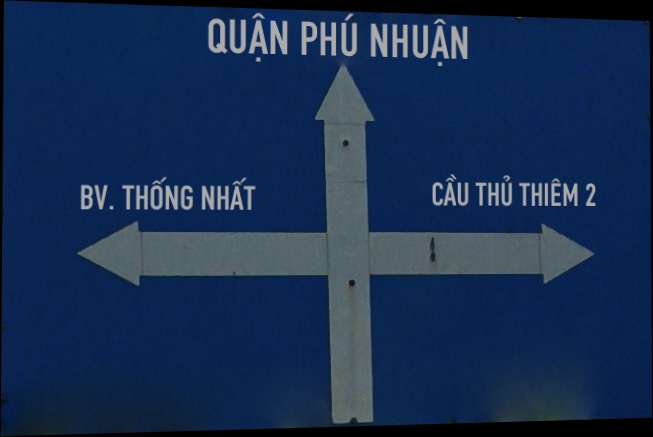 QUẬN PHÚ NHUẬN
BV. THỐNG NHẤT
CẦU THỦ THIÊM 2